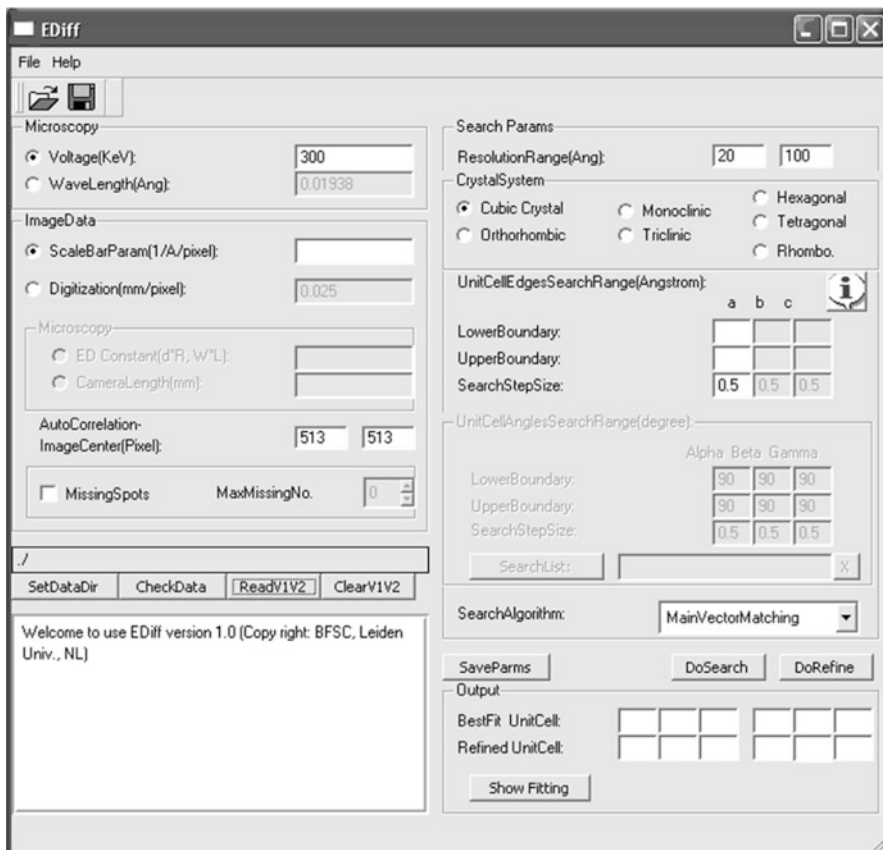 EDiff
File Help
Microscopy
Voltage(KeV): 300
WaveLength(Ang): 0.01938
ImageData
ScaleBarParam(1/A/pixel):
Digitization(mm/pixel): 0.025
Microscopy
ED Constant(d*R, W*L):
CameraLength(mm):
AutoCorrelation-
ImageCenter(Pixel): 513 513
MissingSpots MaxMissingNo. 0
./
SetDataDir CheckData ReadV1V2 ClearV1V2
Welcome to use EDiff version 1.0 (Copy right: BFSC, Leiden
Univ., NL)
Search Params
ResolutionRange(Ang): 20 100
CrystalSystem
Cubic Crystal Monoclinic Hexagonal
Orthorhombic Triclinic Tetragonal
Rhombo.
UnitCellEdgesSearchRange(Angstrom):
i
a b c
LowerBoundary:
UpperBoundary:
SearchStepSize: 0.5 0.5 0.5
UnitCellAnglesSearchRange(degree):
Alpha Beta Gamma
LowerBoundary: 90 90 90
UpperBoundary: 90 90 90
SearchStepSize: 0.5 0.5 0.5
SearchList: X
SearchAlgorithm: MainVectorMatching
SaveParms DoSearch DoRefine
Output
BestFit UnitCell:
Refined UnitCell:
Show Fitting